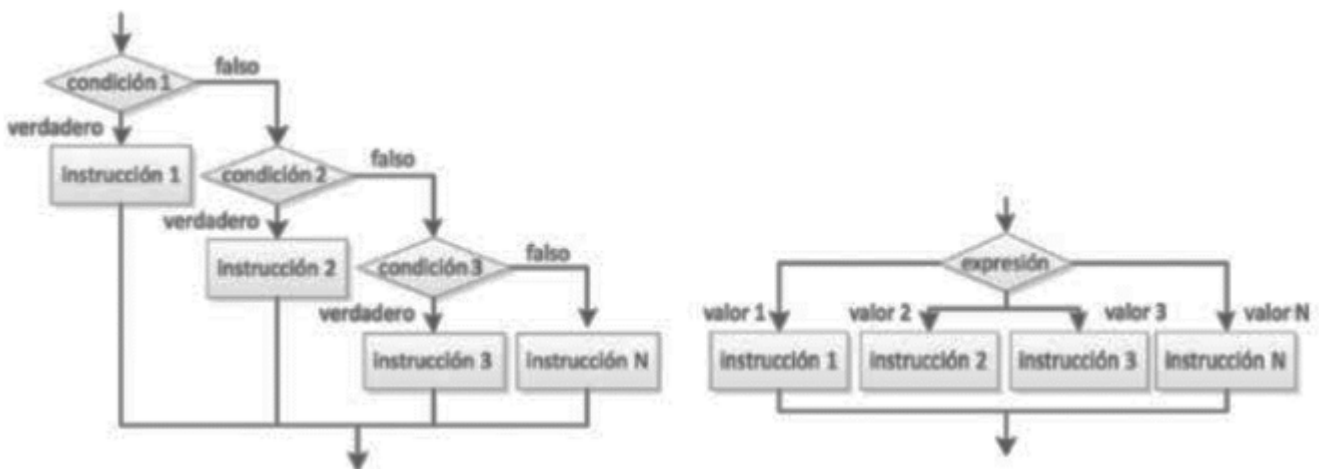 condición 1
falso
verdadero
instrucción 1
condición 2
falso
verdadero
instrucción 2
condición 3
falso
verdadero
instrucción 3
instrucción N
expresión
valor 1
valor 2
valor 3
valor N
instrucción 1
instrucción 2
instrucción 3
instrucción N